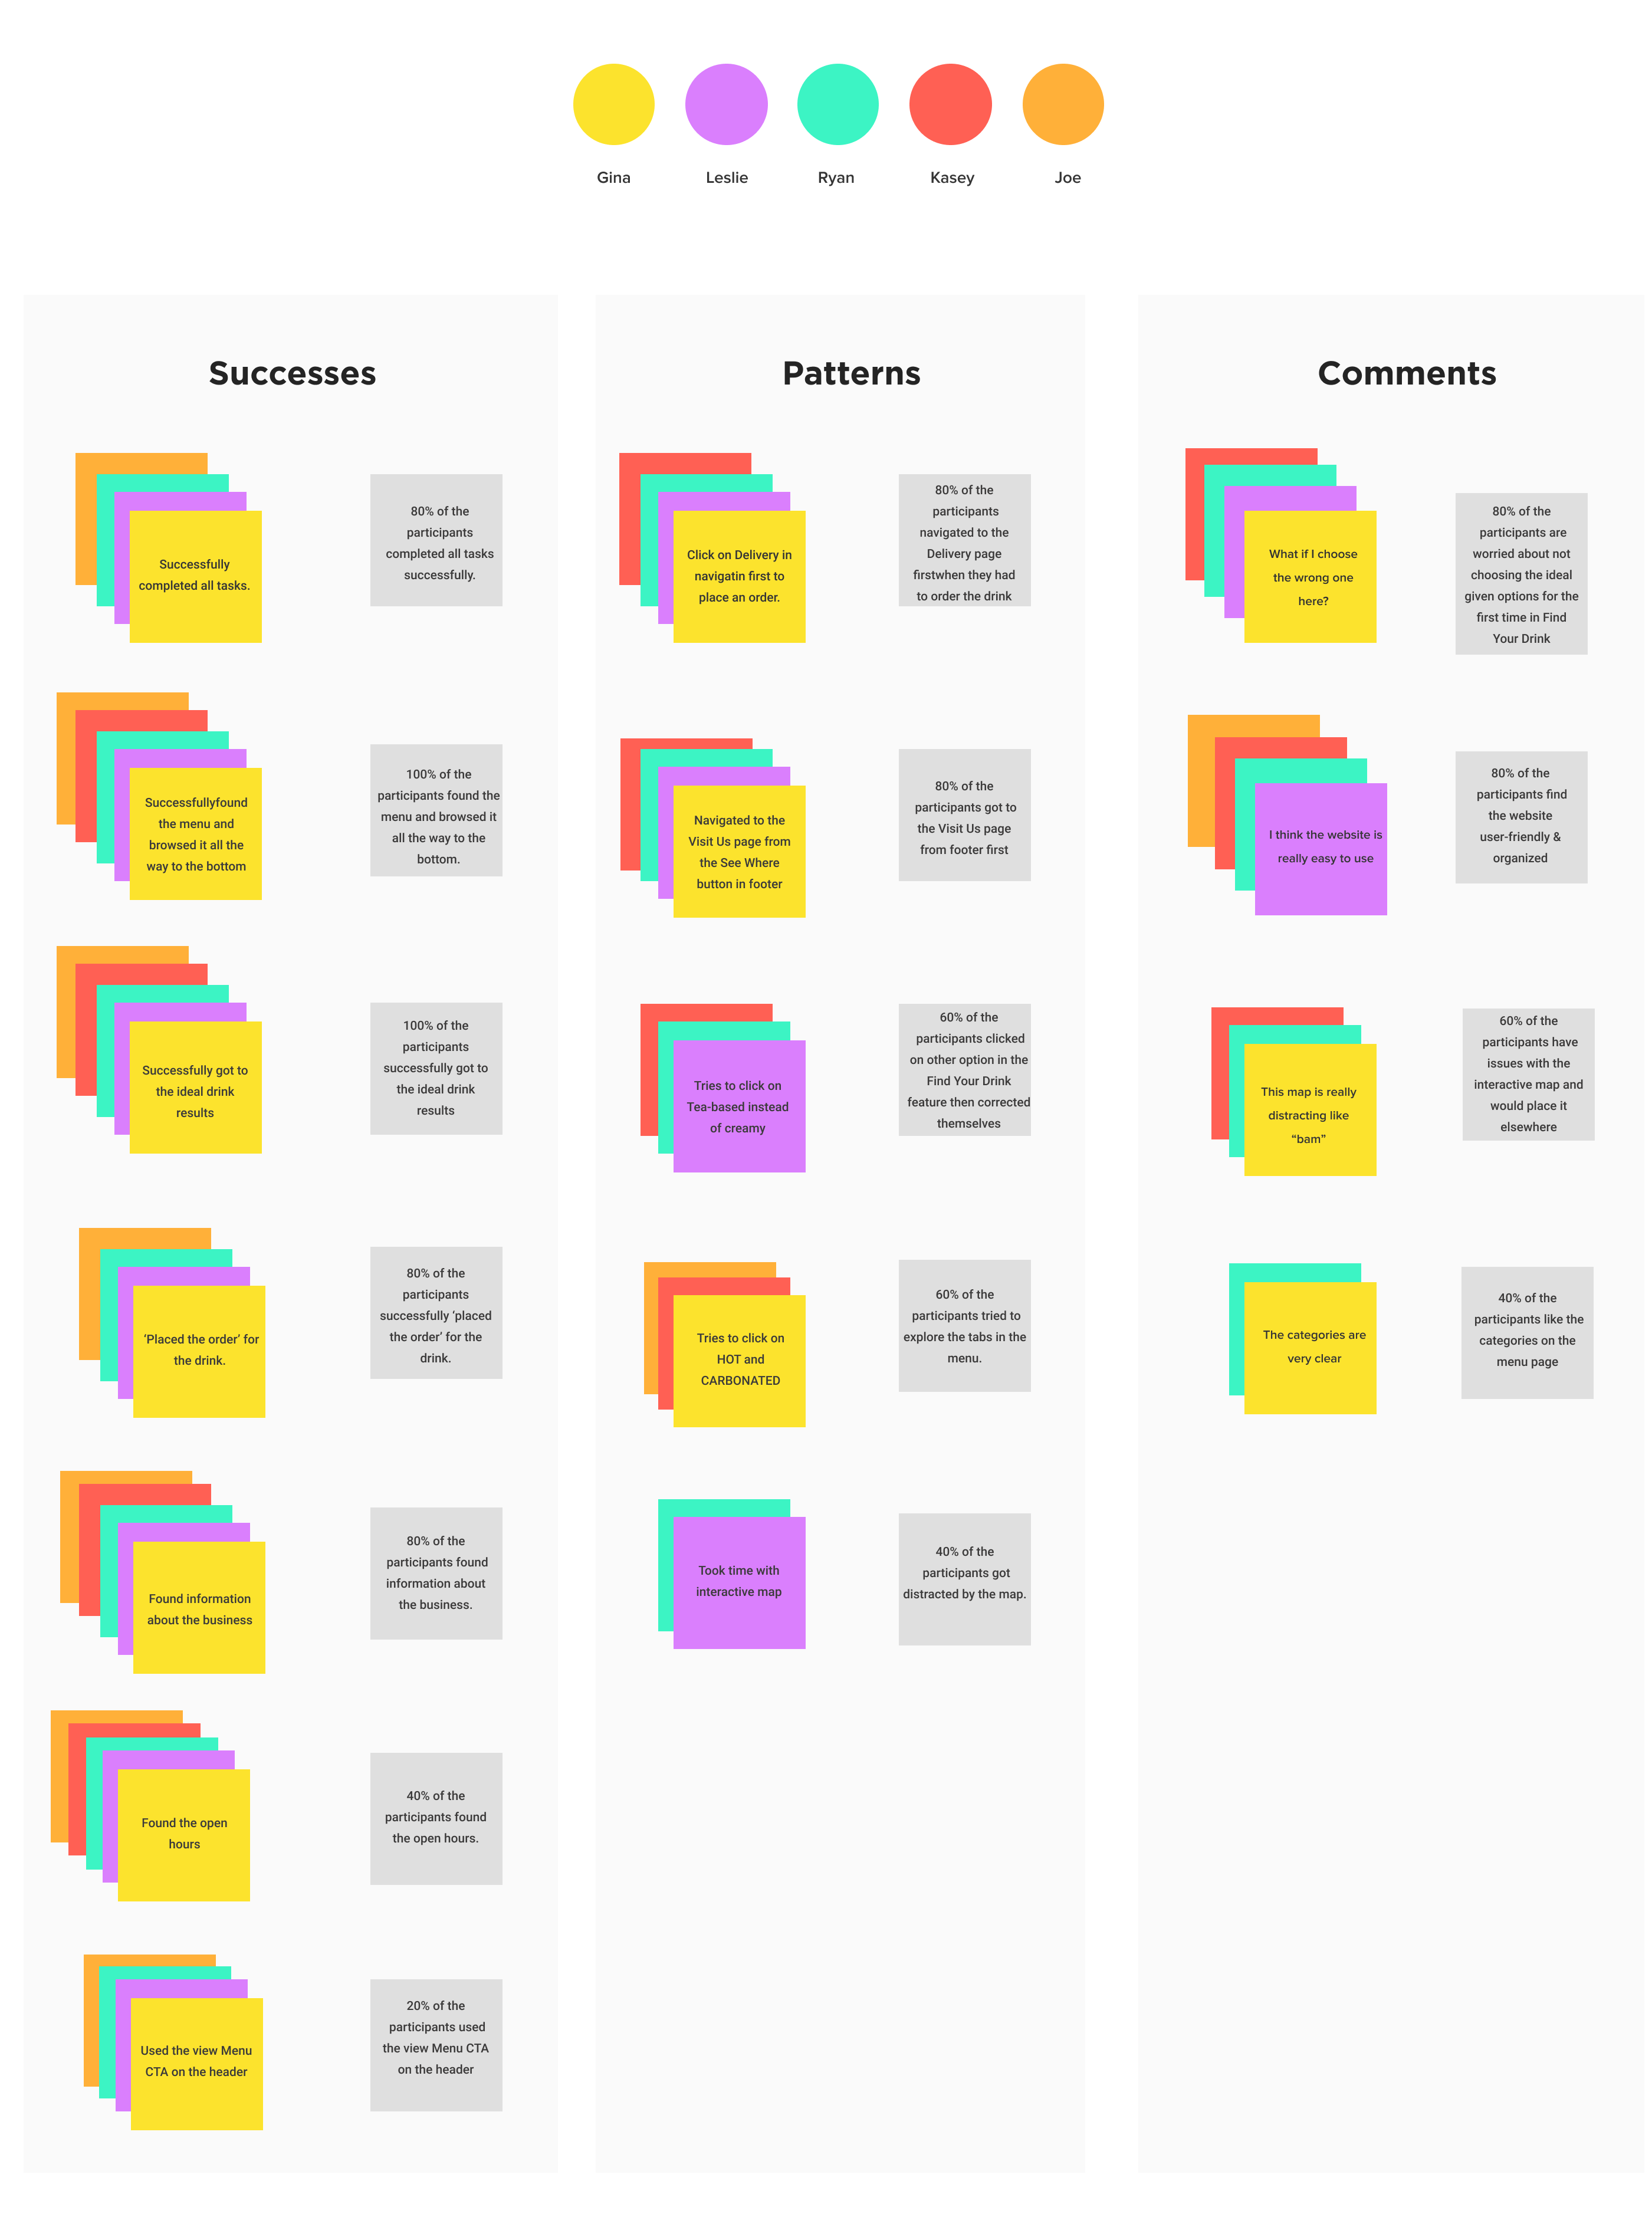 Gina
Leslie
Ryan
Kasey
Joe
Successes
Successfully
completed all tasks.
80% of the
participants
completed all tasks
successfully.
Successfullyfound
the menu and
browsed it all the
way to the bottom
100% of the
participants found the
menu and browsed it
all the way to the
bottom.
Successfully got to
the ideal drink
results
100% of the
participants
successfully got to
the ideal drink
results
‘Placed the order’ for
the drink.
80% of the
participants
successfully ‘placed
the order’ for the
drink.
Found information
about the business
80% of the
participants found
information about
the business.
Found the open
hours
40% of the
participants found
the open hours.
Used the view Menu
CTA on the header
20% of the
participants used
the view Menu CTA
on the header
Patterns
Click on Delivery in
navigatin first to
place an order.
80% of the
participants
navigated to the
Delivery page
firstwhen they had
to order the drink
Navigated to the
Visit Us page from
the See Where
button in footer
80% of the
participants got to
the Visit Us page
from footer first
Tries to click on
Tea-based instead
of creamy
60% of the
participants clicked
on other option in the
Find Your Drink
feature then corrected
themselves
Tries to click on
HOT and
CARBONATED
60% of the
participants tried to
explore the tabs in the
menu.
Took time with
interactive map
40% of the
participants got
distracted by the map.
Comments
What if I choose
the wrong one
here?
80% of the
participants are
worried about not
choosing the ideal
given options for the
first time in Find
Your Drink
I think the website is
really easy to use
80% of the
participants find
the website
user-friendly &
organized
This map is really
distracting like
“bam”
60% of the
participants have
issues with the
interactive map and
would place it
elsewhere
The categories are
very clear
40% of the
participants like the
categories on the
menu page